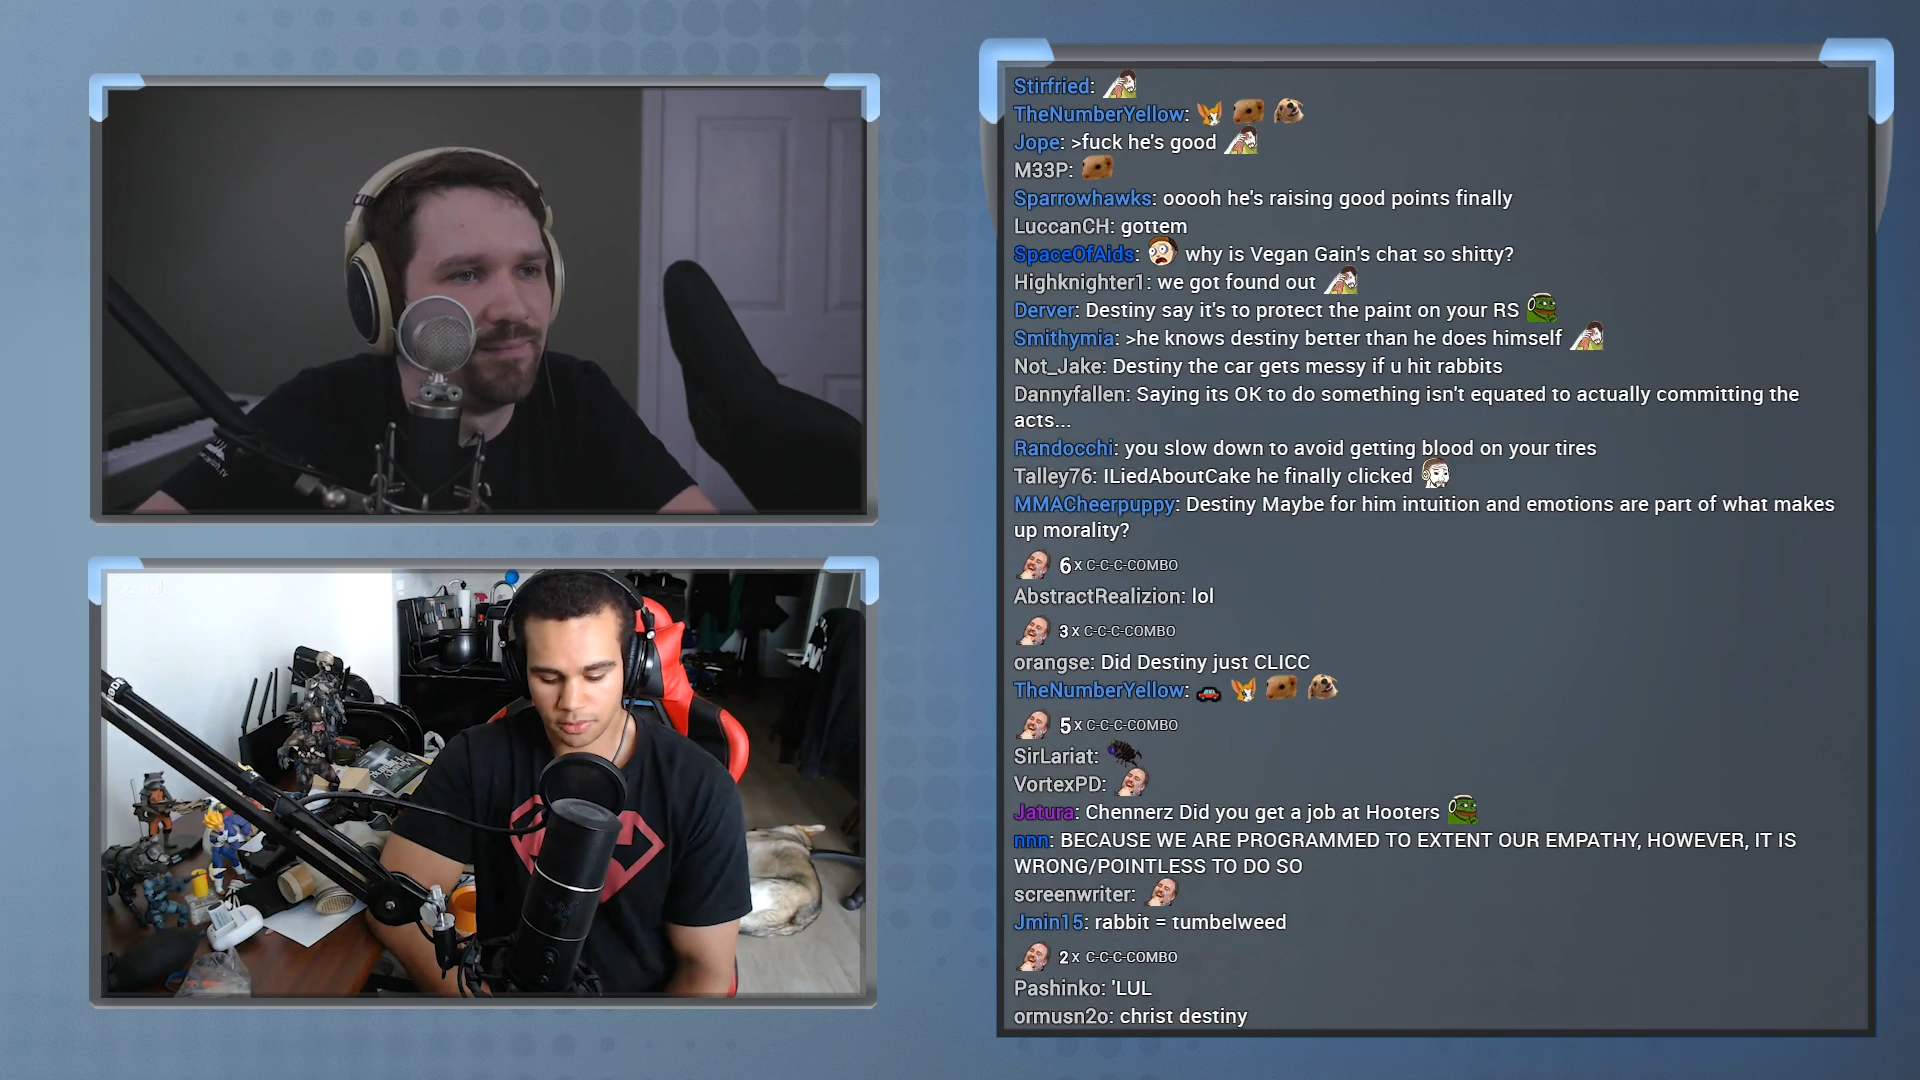 Stirfried:
TheNumberYellow:
Jope: >fuck he's good
M33P:
Sparrowhawks: ooooh he's raising good points finally
LuccanCH: gottem
SpaceOfAids: why is Vegan Gain's chat so shitty?
Highknighter1: we got found out
Derver: Destiny say it's to protect the paint on your RS
Smithymia: >he knows destiny better than he does himself
Not_Jake: Destiny the car gets messy if u hit rabbits
Dannyfallen: Saying its OK to do something isn't equated to actually committing the
acts...
Randocchi: you slow down to avoid getting blood on your tires
Talley76: ILiedAboutCake he finally clicked
MMACheerpuppy: Destiny Maybe for him intuition and emotions are part of what makes
up morality?
6x C-C-C-COMBO
AbstractRealizion: lol
3x C-C-C-COMBO
orangse: Did Destiny just CLICC
TheNumberYellow:
5x C-C-C-COMBO
SirLariat:
VortexPD:
Jatura: Chennerz Did you get a job at Hooters
nnn: BECAUSE WE ARE PROGRAMMED TO EXTENT OUR EMPATHY, HOWEVER, IT IS
WRONG/POINTLESS TO DO SO
screenwriter:
Jmin15: rabbit = tumbelweed
2x C-C-C-COMBO
Pashinko: 'LUL
ormusn2o: christ destiny